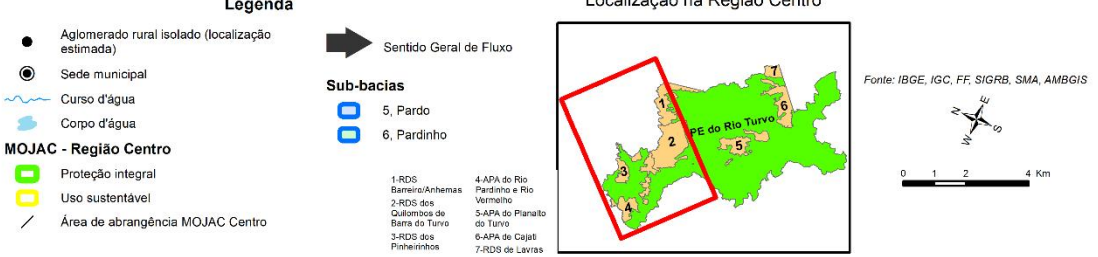 Legenda
Aglomerado rural isolado (localização
estimada)
Sede municipal
Curso d'água
Corpo d'água
MOJAC - Região Centro
Proteção integral
Uso sustentável
Área de abrangência MOJAC Centro
Sentido Geral de Fluxo
Sub-bacias
5, Pardo
6, Pardinho
1-RDS
Barreiro/Anhemas
2-RDS dos
Quilombos de
Barra do Turvo
3-RDS dos
Pinheirinhos
4-APA do Rio
Pardinho e Rio
Vermelho
5-APA do Planalto
do Turvo
6-APA de Cajati
7-RDS de Lavras
Localização na Região Centro
7
1
6
PE do Rio Turvo
2
5
3
4
Fonte: IBGE, IGC, FF, SIGRB, SMA, AMBGIS
N
E
W
S
0 1 2 4 Km